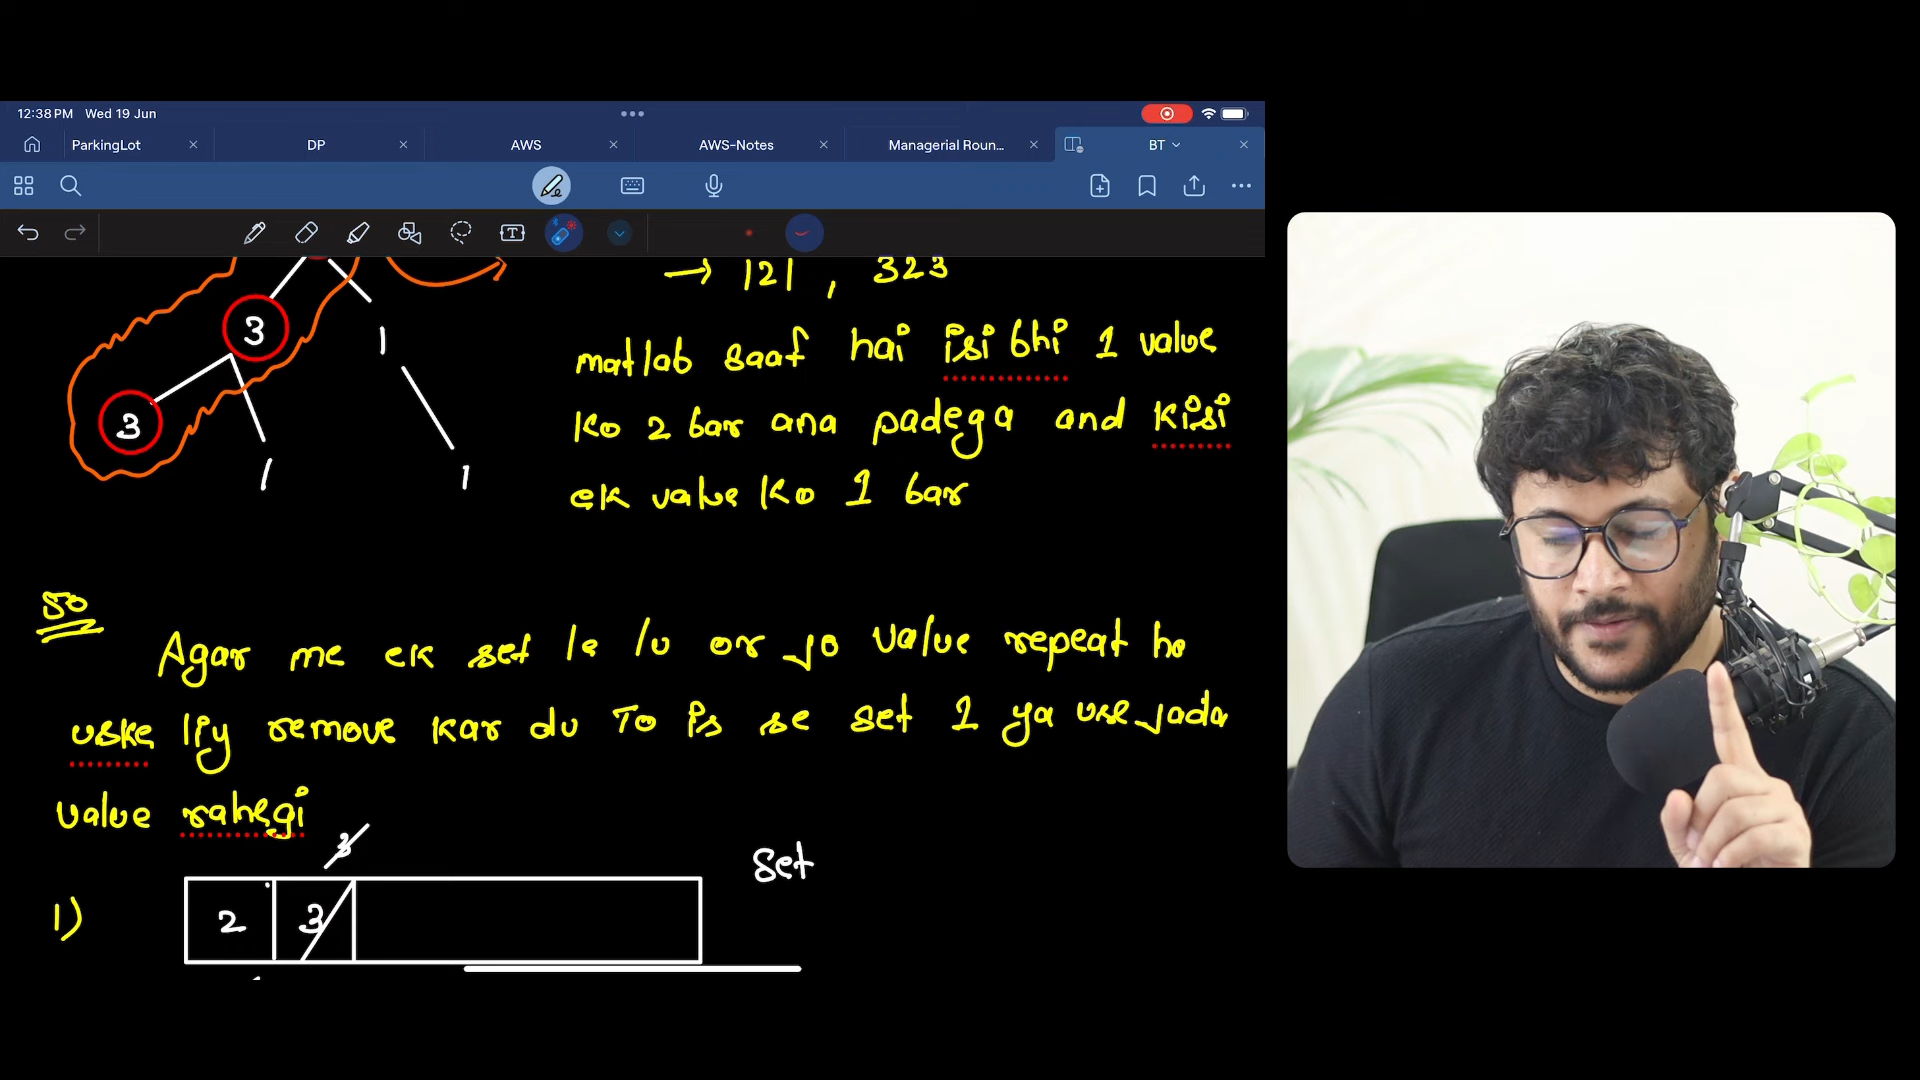 12:38 PM Wed 19 Jun
ParkingLot
DP
AWS
AWS-Notes
Managerial Roun...
BT
→ 121 , 323
3
1
matlab saaf hai isi bhi 1 value
3
ko 2 bar ana padega and kisi
1
1
ek value ko 1 bar
so
Agar me ek set le lu or jo value repeat ho
uske liy remove kar du To is se set 1 ya use jada
value rahegi
3
set
1)
2
3